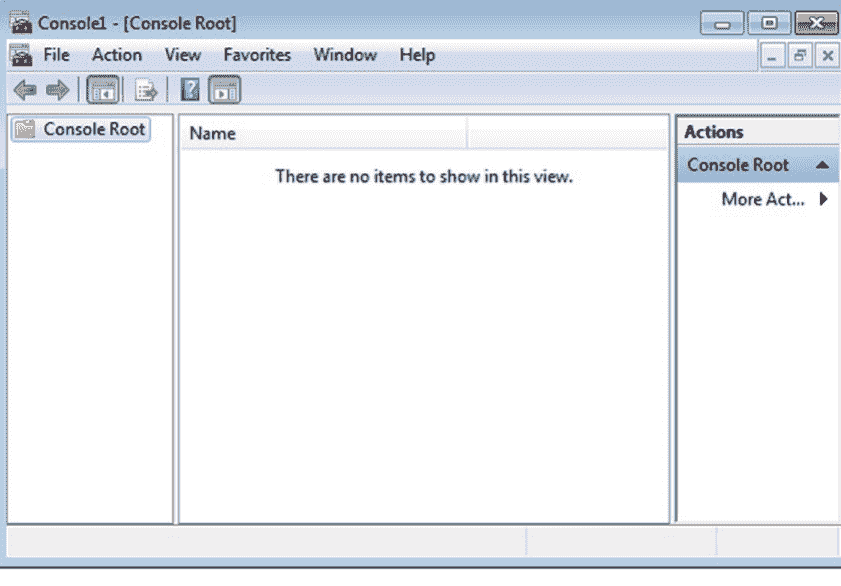 Console1 - [Console Root]
File Action View Favorites Window Help
Console Root
Name
There are no items to show in this view.
Actions
Console Root
More Act...